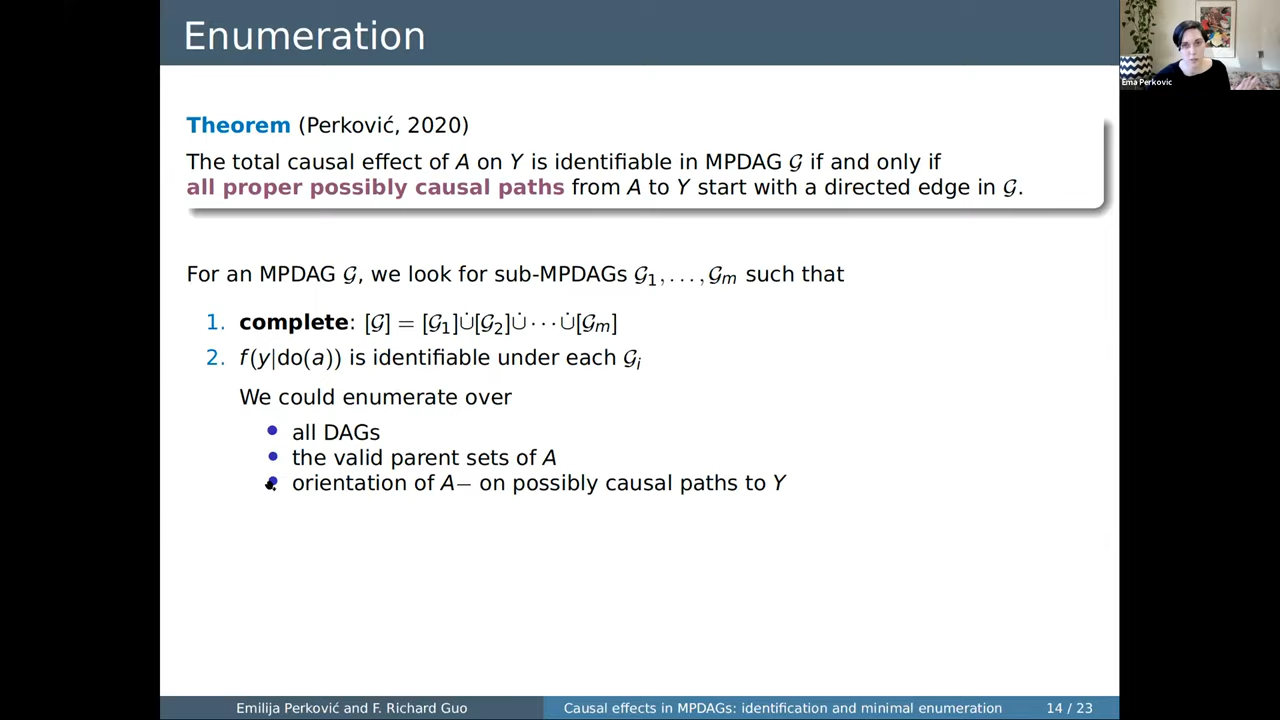 Enumeration
Ema Perkovic
Theorem (Perković, 2020)
The total causal effect of A on Y is identifiable in MPDAG 𝒢 if and only if
all proper possibly causal paths from A to Y start with a directed edge in 𝒢.
For an MPDAG 𝒢, we look for sub-MPDAGs 𝒢₁, . . . , 𝒢ₘ such that
1. complete: [𝒢] = [𝒢₁]∪̇[𝒢₂]∪̇ · · · ∪̇[𝒢ₘ]
2. f(y|do(a)) is identifiable under each 𝒢ᵢ
We could enumerate over
• all DAGs
• the valid parent sets of A
• orientation of A− on possibly causal paths to Y
Emilija Perković and F. Richard Guo
Causal effects in MPDAGs: identification and minimal enumeration
14 / 23